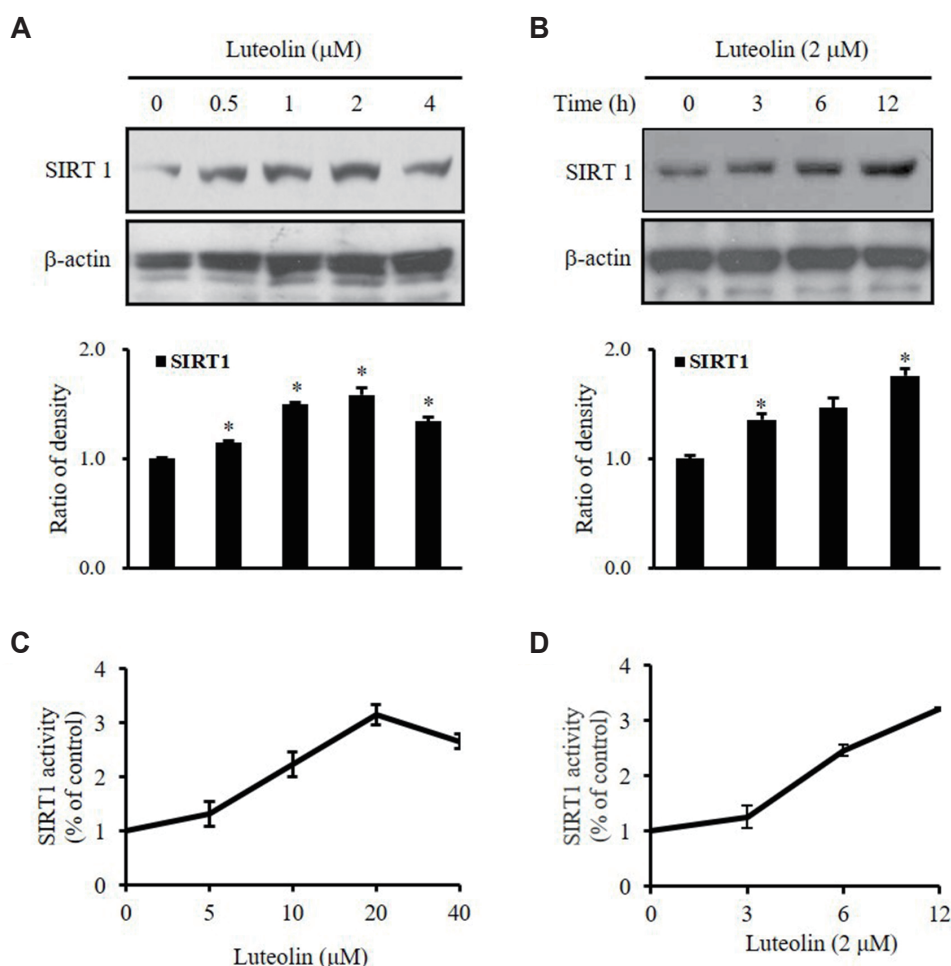 A
Luteolin (μM)
0 0.5 1 2 4
SIRT 1
β-actin
2.0
1.0
0.0
Ratio of density
SIRT1
* * * *
B
Luteolin (2 μM)
Time (h) 0 3 6 12
SIRT 1
β-actin
2.0
1.0
0.0
Ratio of density
SIRT1
* *
C
SIRT1 activity
(% of control)
4
3
2
1
0
0 5 10 20 40
Luteolin (μM)
D
SIRT1 activity
(% of control)
4
3
2
1
0
0 3 6 12
Luteolin (2 μM)